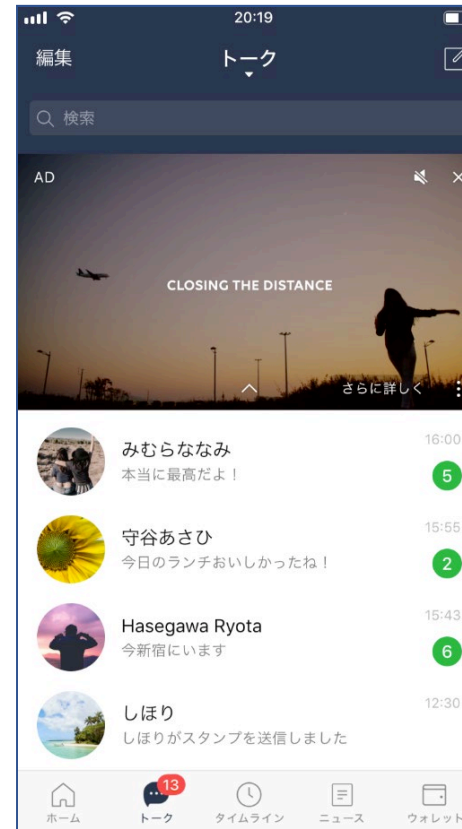 20:19
編集
トーク
検索
AD
CLOSING THE DISTANCE
さらに詳しく
みむらななみ
16:00
本当に最高だよ！
5
守谷あさひ
15:55
今日のランチおいしかったね！
2
Hasegawa Ryota
15:43
今新宿にいます
6
しほり
12:30
しほりがスタンプを送信しました
13
ホーム
トーク
タイムライン
ニュース
ウォレット